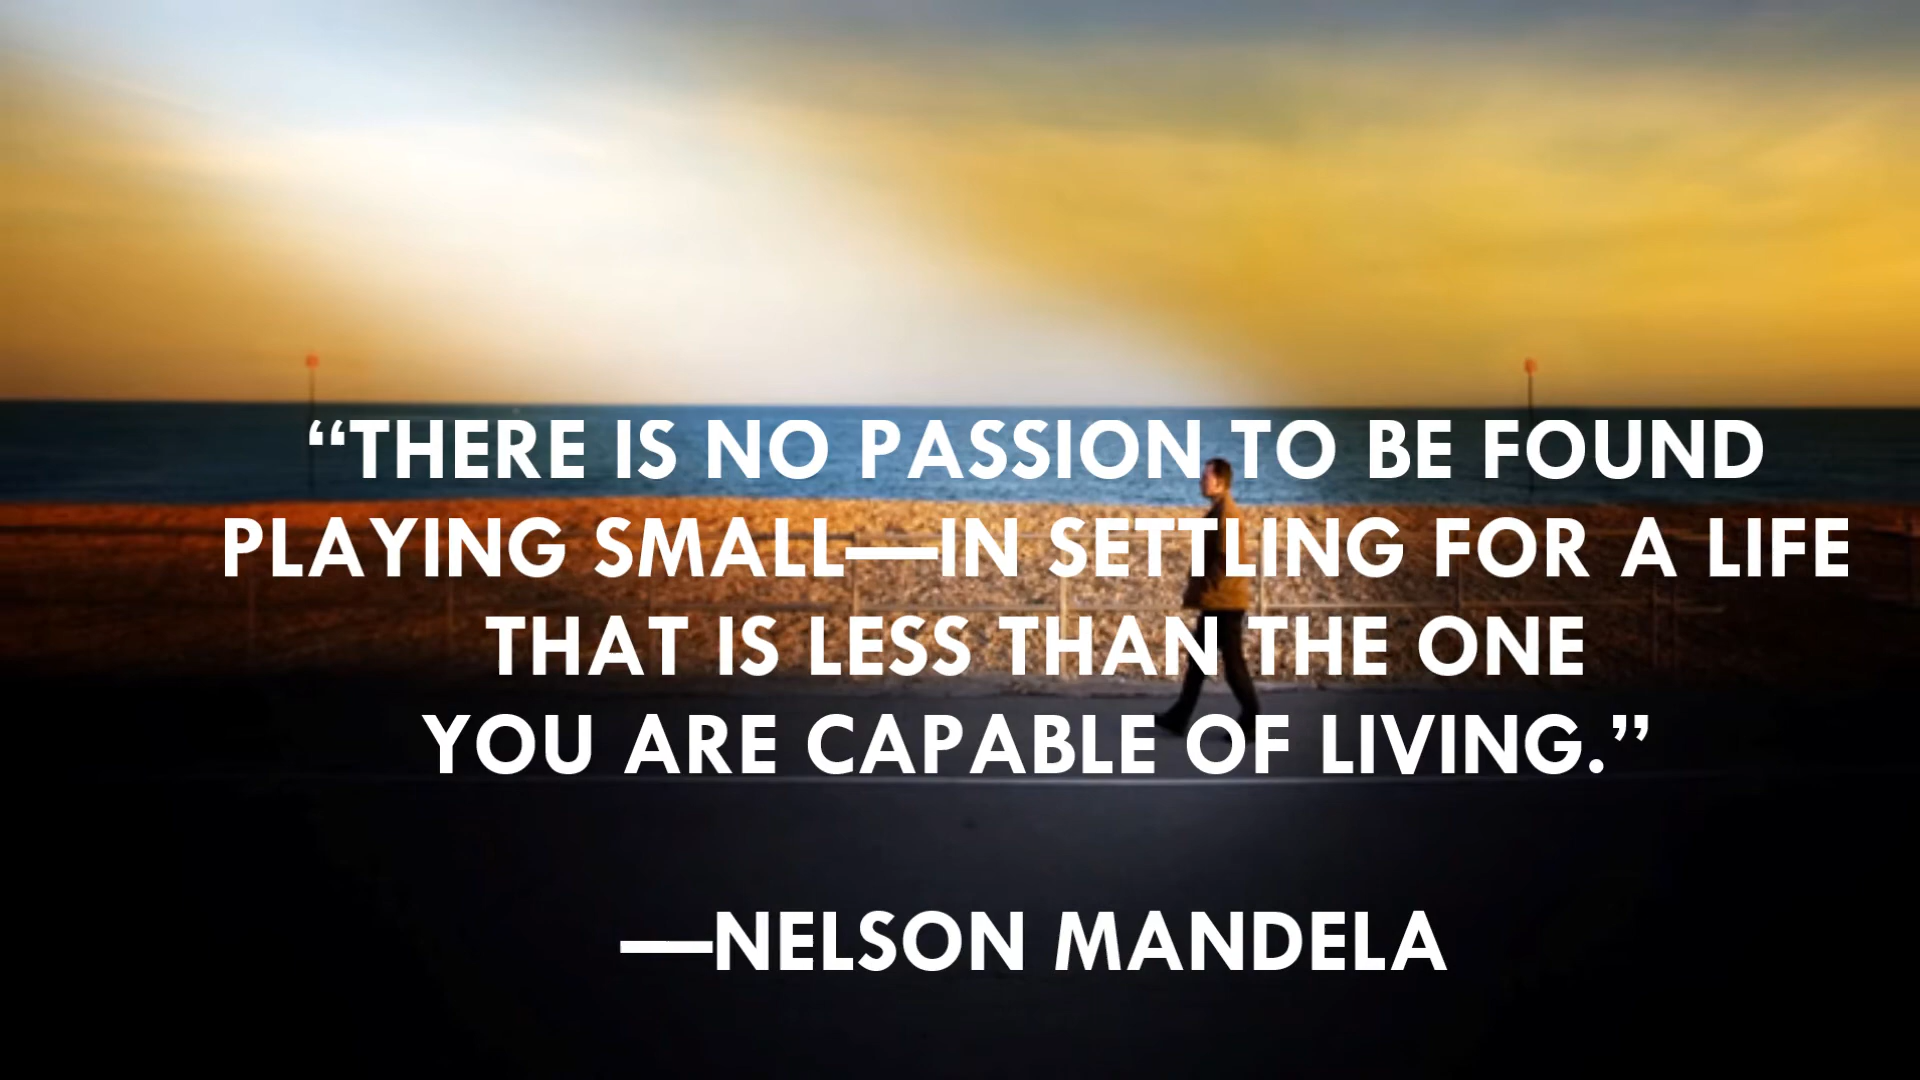 “THERE IS NO PASSION TO BE FOUND
PLAYING SMALL—IN SETTLING FOR A LIFE
THAT IS LESS THAN THE ONE
YOU ARE CAPABLE OF LIVING.”
—NELSON MANDELA